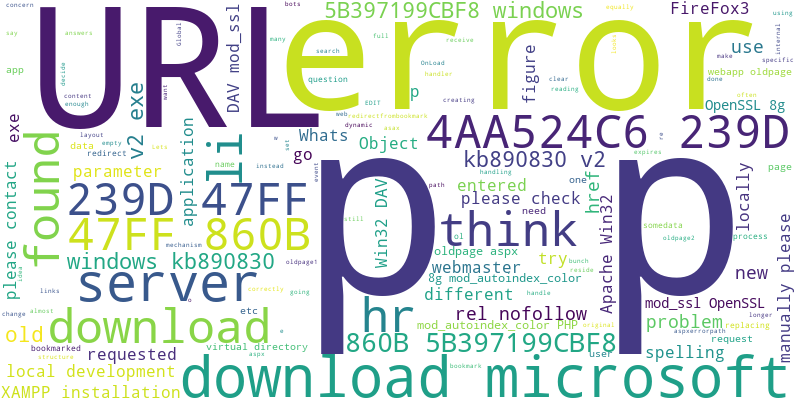 5B397199CBF8 windows
FireFox3
URL
error
DAV mod_ssl
exe
v2
p
figure
use
webapp oldpage
OpenSSL 8g
app
question
search
OnLoad
handler
receive
reading
creating
EDIT
full
many
answers
say
concern
bots
Global
want
decide
content
enough
equally
using
internal
specific
make
clear
done
often
4AA524C6 239D
exe
found
li
application
Whats
go
Object
kb890830 v2
href
layout
data
empty
redirect
parameter
name
instead
dynamic
/redirectfrombookmark
web
asax
handling
path
expires
page
locally
239D 47FF
p p
think
entered
please check
one
need
somedata
47FF 860B
Win32 DAV
Apache Win32
manually please
please contact
mechanism
event
still
ol
oldpage aspx
try
oldpage2
process
windows kb890830
oldpage1
webmaster
bunch
reside
new
server
8g mod_autoindex_color
different
handle
mod_ssl OpenSSL
idea
links
change
almost
etc
correctly
going
hr
rel nofollow
longer
old
download
mod_autoindex_color PHP
original
problem
replacing
bookmarked
requested
virtual directory
e
860B 5B397199CBF8
aspxerrorpath
request
structure
aspx
user
spelling
local development
bookmark
XAMPP installation
download microsoft